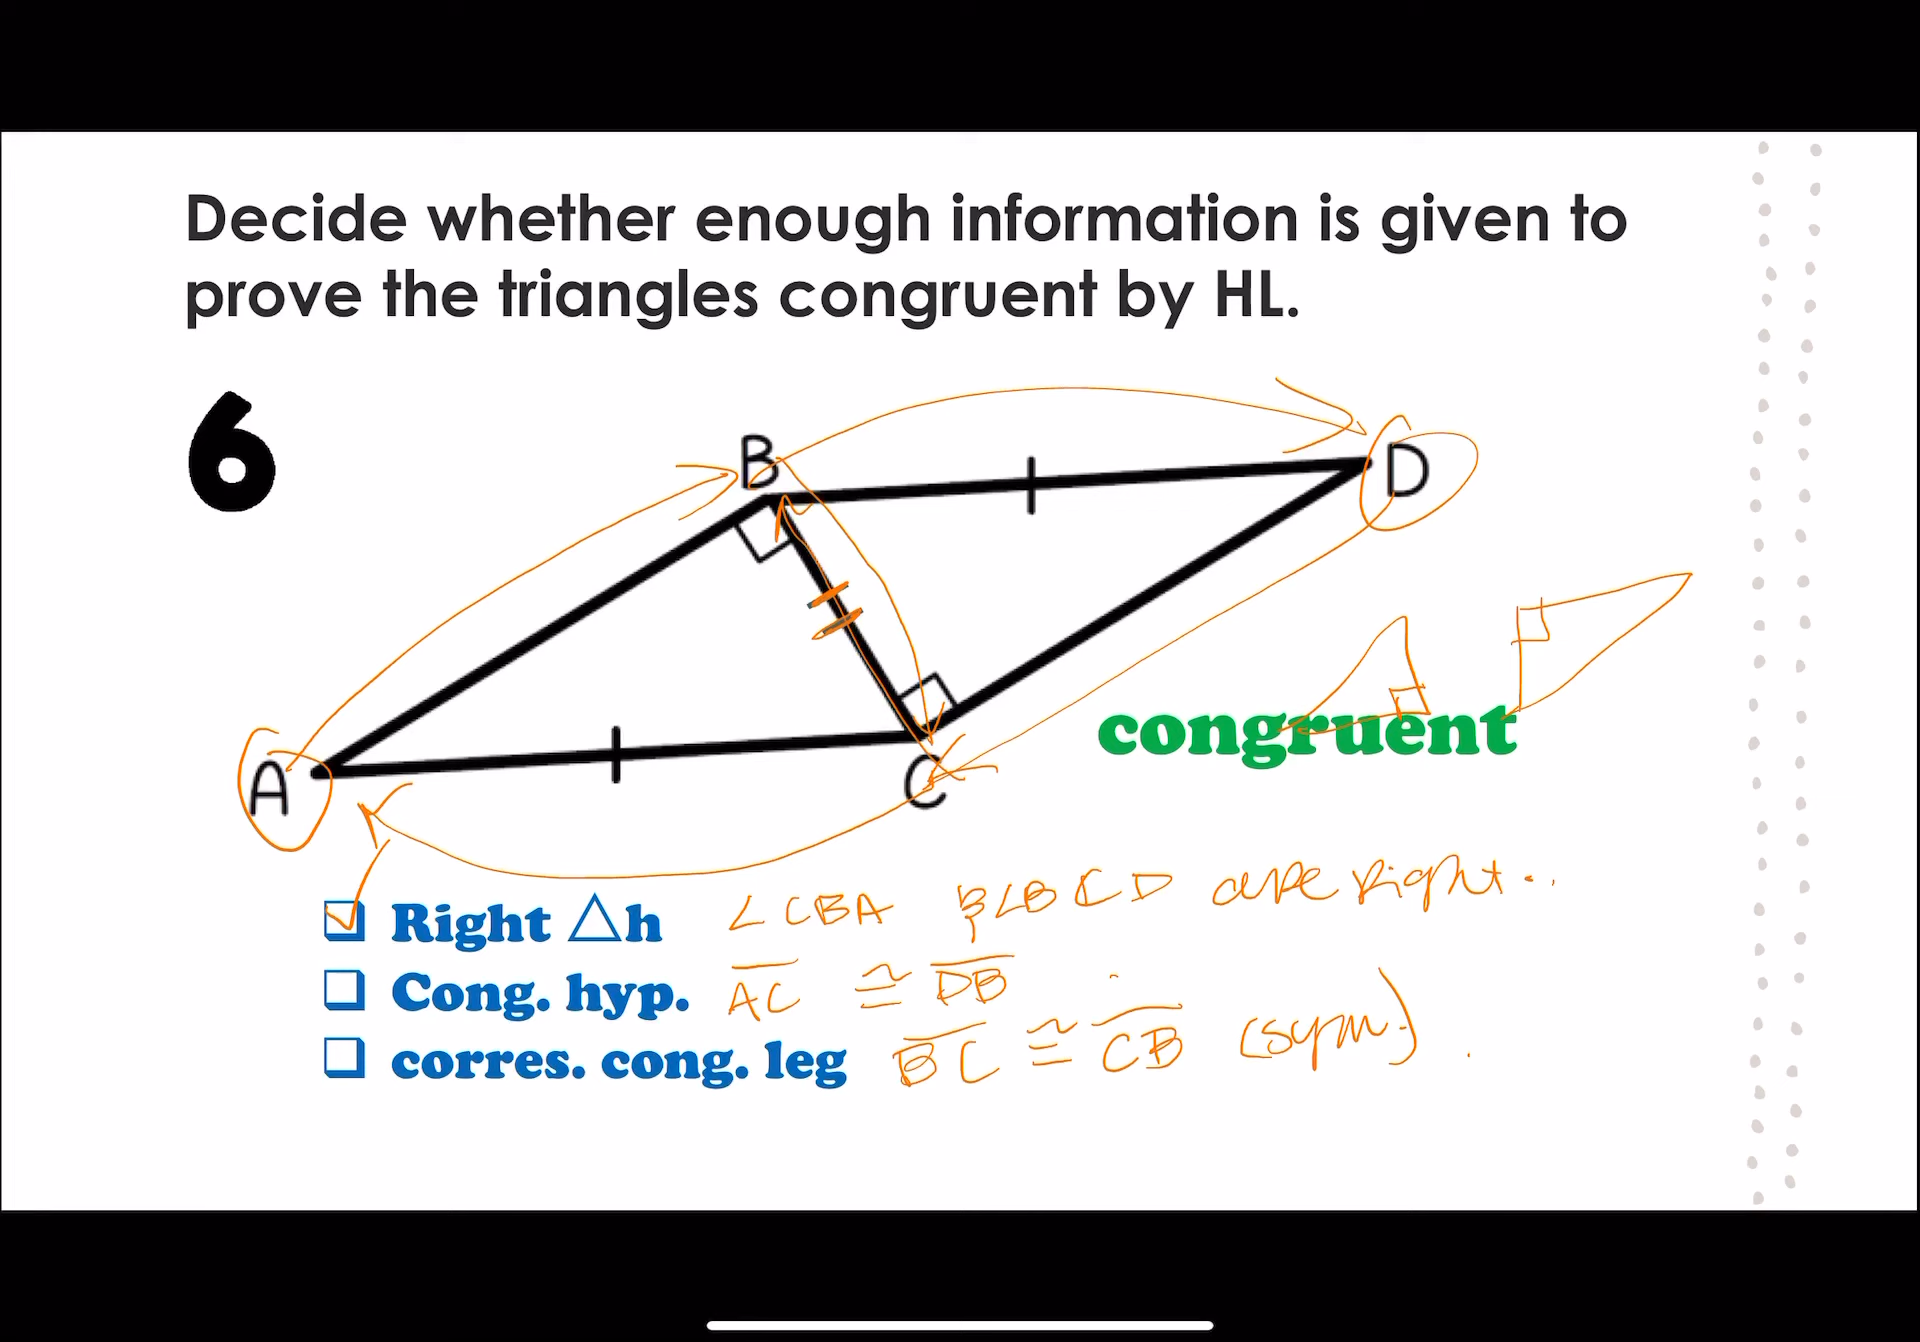 Decide whether enough information is given to
prove the triangles congruent by HL.
6
B
D
A
C
congruent
Right △h ∠CBA & ∠BCD are right.
Cong. hyp. AC ≅ DB
corres. cong. leg BC ≅ CB (sym.)